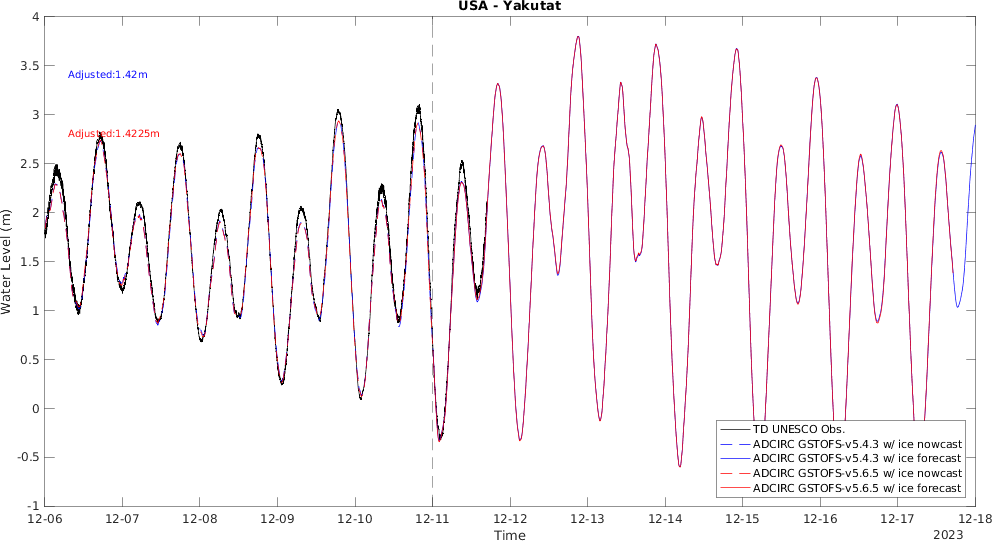 USA - Yakutat
4
3.5
3
2.5
2
1.5
1
0.5
0
-0.5
-1
Water Level (m)
Adjusted:1.42m
Adjusted:1.4225m
TD UNESCO Obs.
ADCIRC GSTOFS-v5.4.3 w/ ice nowcast
ADCIRC GSTOFS-v5.4.3 w/ ice forecast
ADCIRC GSTOFS-v5.6.5 w/ ice nowcast
ADCIRC GSTOFS-v5.6.5 w/ ice forecast
12-06 12-07 12-08 12-09 12-10 12-11 12-12 12-13 12-14 12-15 12-16 12-17 12-18
Time
2023